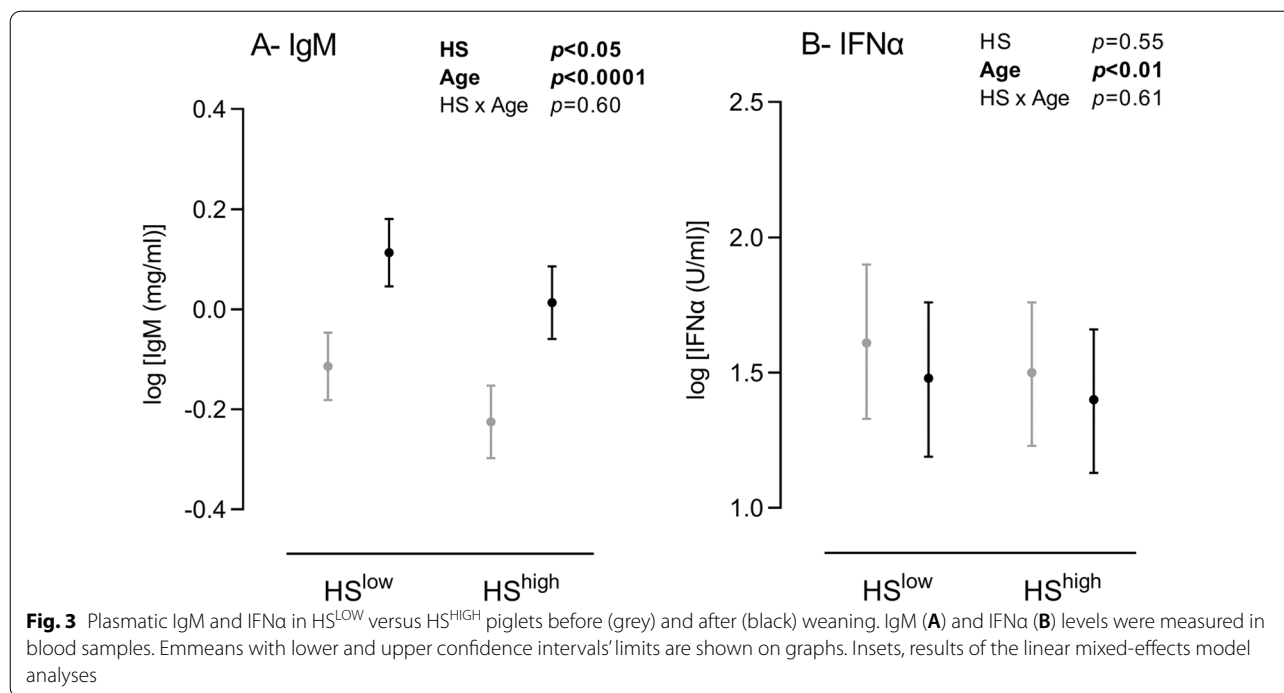 A- IgM
HS p<0.05
Age p<0.0001
HS x Age p=0.60
log [IgM (mg/ml)]
0.4
0.2
0.0
-0.2
-0.4
HSlow HShigh
B- IFNα
HS p=0.55
Age p<0.01
HS x Age p=0.61
log [IFNα (U/ml)]
2.5
2.0
1.5
1.0
HSlow HShigh
Fig. 3 Plasmatic IgM and IFNα in HSLOW versus HSHIGH piglets before (grey) and after (black) weaning. IgM (A) and IFNα (B) levels were measured in
blood samples. Emmeans with lower and upper confidence intervals' limits are shown on graphs. Insets, results of the linear mixed-effects model
analyses